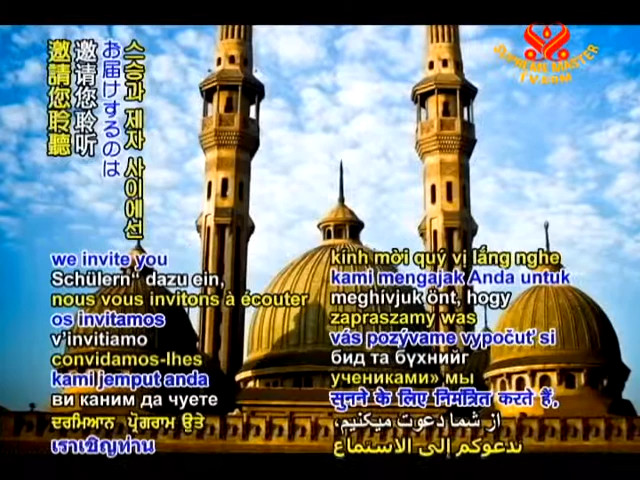 邀請您聆聽
邀请您聆听
お届けするのは
스승과 제자 사이에선
SUPREME MASTER
TV.COM
we invite you
Schülern“ dazu ein,
nous vous invitons à écouter
os invitamos
v’invitiamo
convidamos-lhes
kami jemput anda
ви каним да чуете
ਦਰਮਿਆਨ ਪ੍ਰੋਗਰਾਮ ਉਤੇ
เราเชิญท่าน
kính mời quý vị lắng nghe
kami mengajak Anda untuk
meghívjuk önt, hogy
zapraszamy was
vás pozývame vypočuť si
бид та бүхнийг
учениками» мы
सुनने के लिए निमंत्रित करते हैं,
از شما دعوت میکنیم،
ندعوكم إلى الاستماع